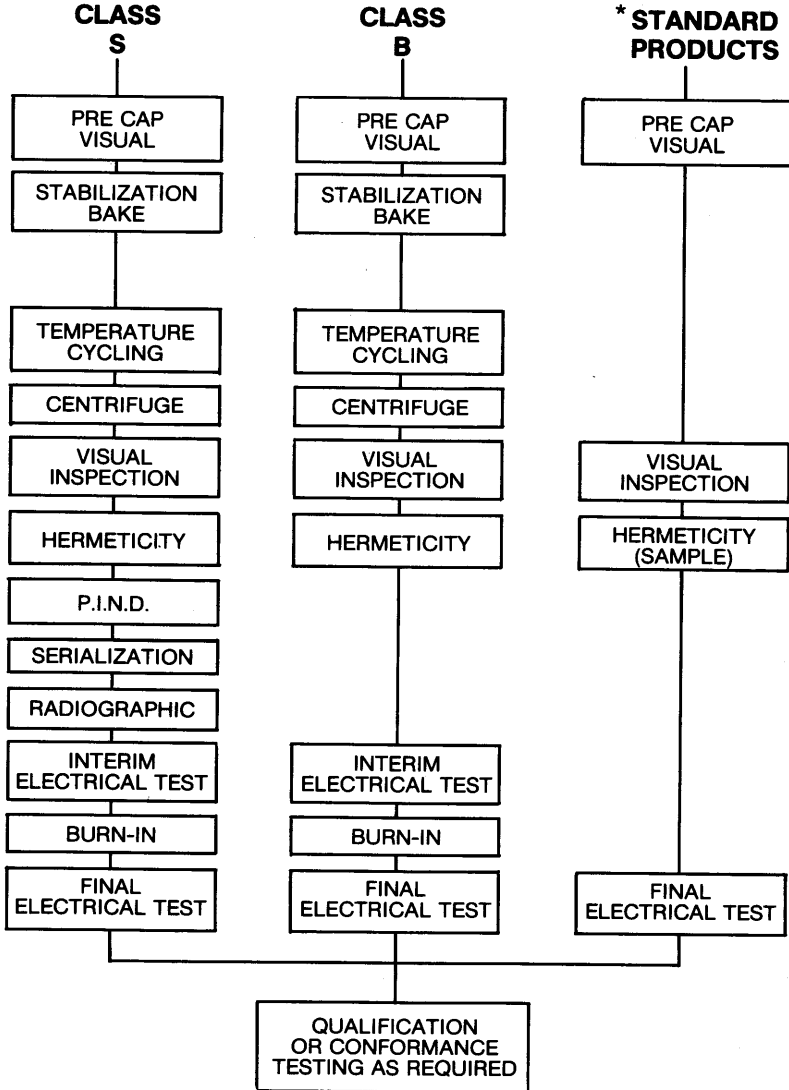 CLASS
S
PRE CAP
VISUAL
STABILIZATION
BAKE
TEMPERATURE
CYCLING
CENTRIFUGE
VISUAL
INSPECTION
HERMETICITY
P.I.N.D.
SERIALIZATION
RADIOGRAPHIC
INTERIM
ELECTRICAL TEST
BURN-IN
FINAL
ELECTRICAL TEST
CLASS
B
PRE CAP
VISUAL
STABILIZATION
BAKE
TEMPERATURE
CYCLING
CENTRIFUGE
VISUAL
INSPECTION
HERMETICITY
INTERIM
ELECTRICAL TEST
BURN-IN
FINAL
ELECTRICAL TEST
* STANDARD
PRODUCTS
PRE CAP
VISUAL
VISUAL
INSPECTION
HERMETICITY
(SAMPLE)
FINAL
ELECTRICAL TEST
QUALIFICATION
OR CONFORMANCE
TESTING AS REQUIRED